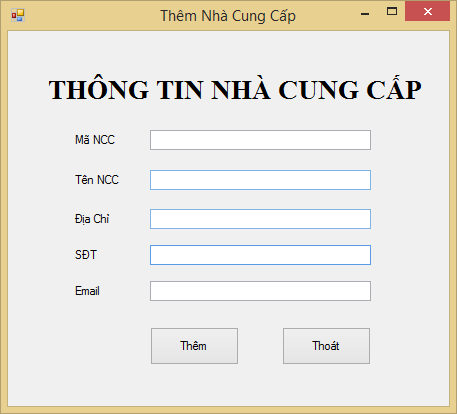 Thêm Nhà Cung Cấp
THÔNG TIN NHÀ CUNG CẤP
Mã NCC
Tên NCC
Địa Chỉ
SĐT
Email
Thêm
Thoát